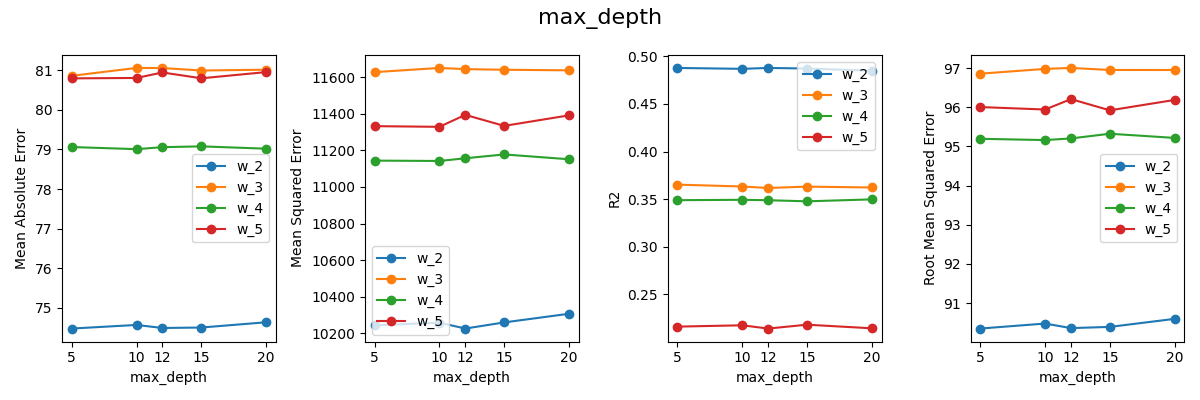 max_depth
Mean Absolute Error
81
80
79
78
77
76
75
5 10 12 15 20
max_depth
w_2
w_3
w_4
w_5
Mean Squared Error
11600
11400
11200
11000
10800
10600
10400
10200
5 10 12 15 20
max_depth
w_2
w_3
w_4
w_5
R2
0.50
0.45
0.40
0.35
0.30
0.25
5 10 12 15 20
max_depth
w_2
w_3
w_4
w_5
Root Mean Squared Error
97
96
95
94
93
92
91
5 10 12 15 20
max_depth
w_2
w_3
w_4
w_5